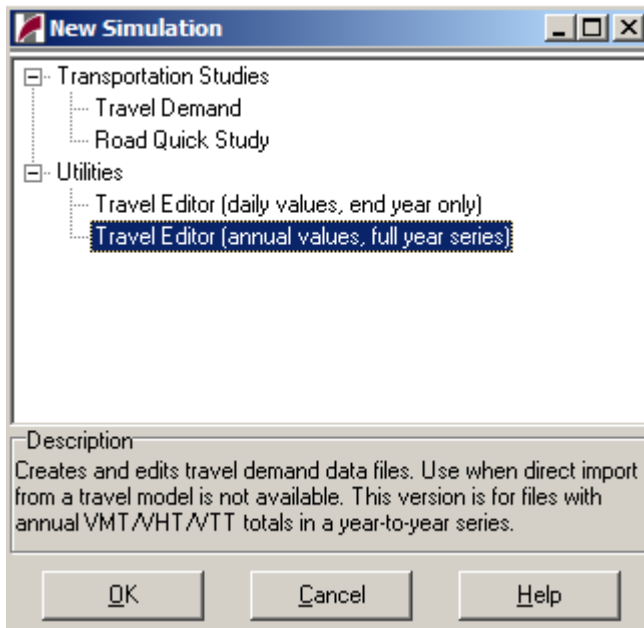 New Simulation
Transportation Studies
Travel Demand
Road Quick Study
Utilities
Travel Editor (daily values, end year only)
Travel Editor (annual values, full year series)
Description
Creates and edits travel demand data files. Use when direct import
from a travel model is not available. This version is for files with
annual VMT/VHT/VTT totals in a year-to-year series.
OK
Cancel
Help